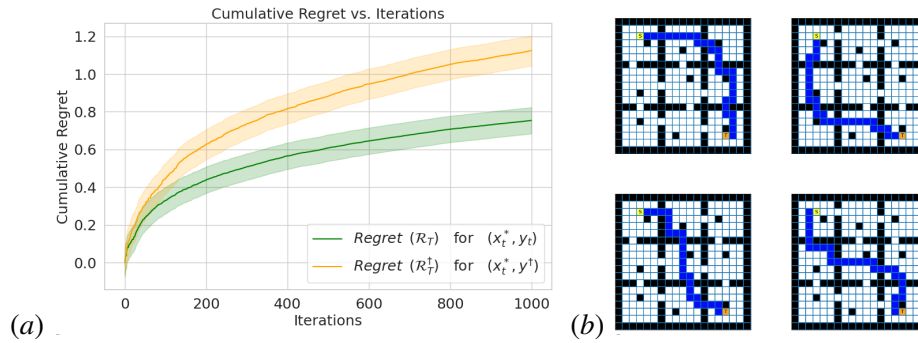 Cumulative Regret vs. Iterations
Cumulative Regret
1.2
1.0
0.8
0.6
0.4
0.2
0.0
Regret (R_T) for (x_t^*, y_t)
Regret (R_T^†) for (x_t^*, y^†)
0 200 400 600 800 1000
Iterations
(a)
(b)
S
S
T
T
S
S
T
T